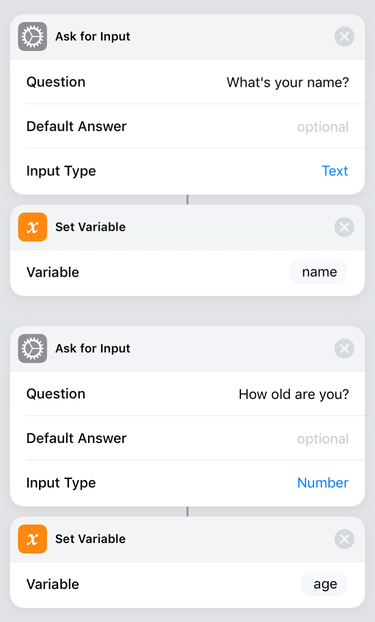 Ask for Input
Question What's your name?
Default Answer optional
Input Type Text
x Set Variable
Variable name
Ask for Input
Question How old are you?
Default Answer optional
Input Type Number
x Set Variable
Variable age